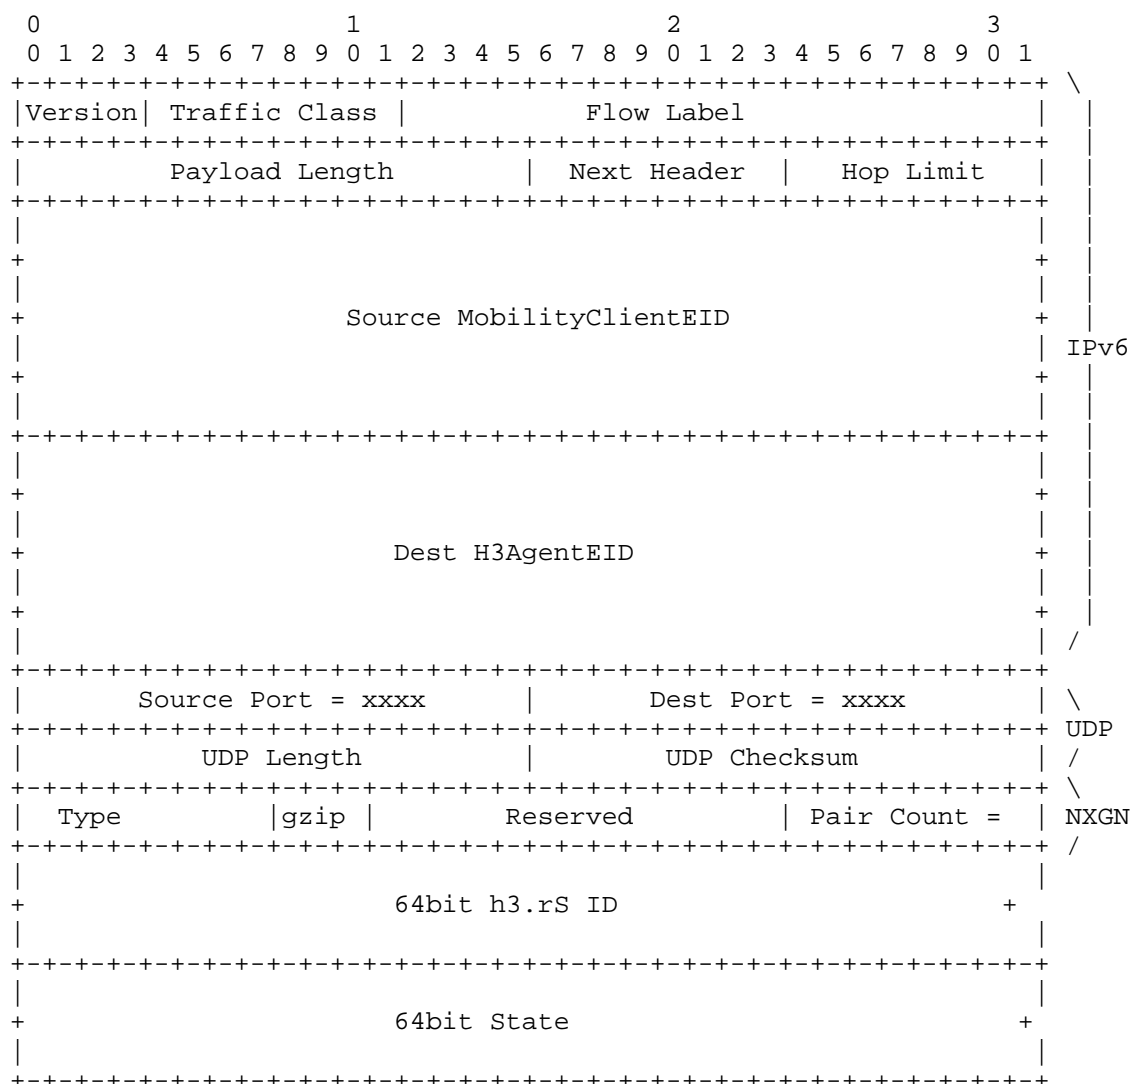 0                   1                   2                   3
0 1 2 3 4 5 6 7 8 9 0 1 2 3 4 5 6 7 8 9 0 1 2 3 4 5 6 7 8 9 0 1
+-+-+-+-+-+-+-+-+-+-+-+-+-+-+-+-+-+-+-+-+-+-+-+-+-+-+-+-+-+-+-+-+ \
|Version| Traffic Class |           Flow Label                  |  |
+-+-+-+-+-+-+-+-+-+-+-+-+-+-+-+-+-+-+-+-+-+-+-+-+-+-+-+-+-+-+-+-+  |
|         Payload Length        |  Next Header  |   Hop Limit   |  |
+-+-+-+-+-+-+-+-+-+-+-+-+-+-+-+-+-+-+-+-+-+-+-+-+-+-+-+-+-+-+-+-+  |
|                                                               |  |
+                                                               +  |
|                                                               |  |
+                    Source MobilityClientEID                   +  |
|                                                               | IPv6
+                                                               +  |
|                                                               |  |
+-+-+-+-+-+-+-+-+-+-+-+-+-+-+-+-+-+-+-+-+-+-+-+-+-+-+-+-+-+-+-+-+  |
|                                                               |  |
+                                                               +  |
|                                                               |  |
+                       Dest H3AgentEID                         +  |
|                                                               |  |
+                                                               +  |
|                                                               | /
+-+-+-+-+-+-+-+-+-+-+-+-+-+-+-+-+-+-+-+-+-+-+-+-+-+-+-+-+-+-+-+-+
|       Source Port = xxxx      |       Dest Port = xxxx        | \
+-+-+-+-+-+-+-+-+-+-+-+-+-+-+-+-+-+-+-+-+-+-+-+-+-+-+-+-+-+-+-+-+ UDP
|           UDP Length          |        UDP Checksum           | /
+-+-+-+-+-+-+-+-+-+-+-+-+-+-+-+-+-+-+-+-+-+-+-+-+-+-+-+-+-+-+-+-+ \
|  Type         |gzip |        Reserved         | Pair Count =  | NXGN
+-+-+-+-+-+-+-+-+-+-+-+-+-+-+-+-+-+-+-+-+-+-+-+-+-+-+-+-+-+-+-+-+ /
|                                                               |
+                       64bit h3.rS ID                        +
|                                                               |
+-+-+-+-+-+-+-+-+-+-+-+-+-+-+-+-+-+-+-+-+-+-+-+-+-+-+-+-+-+-+-+-+
|                                                               |
+                       64bit State                            +
|                                                               |
+-+-+-+-+-+-+-+-+-+-+-+-+-+-+-+-+-+-+-+-+-+-+-+-+-+-+-+-+-+-+-+-+